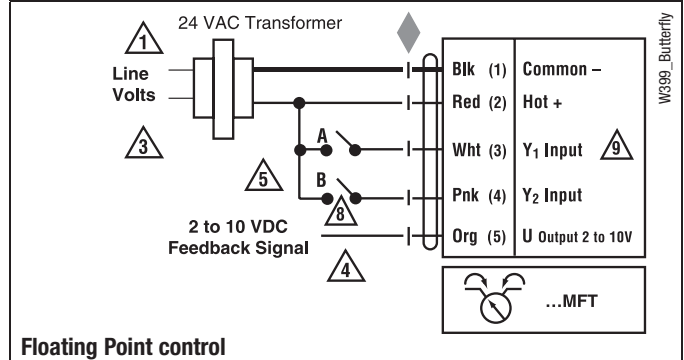 24 VAC Transformer
1
Line
Volts
3
5
A
B
8
2 to 10 VDC
Feedback Signal
4
Blk (1) Common –
Red (2) Hot +
Wht (3) Y₁ Input 9
Pnk (4) Y₂ Input
Org (5) U Output 2 to 10V
...MFT
W399_Butterfly
Floating Point control